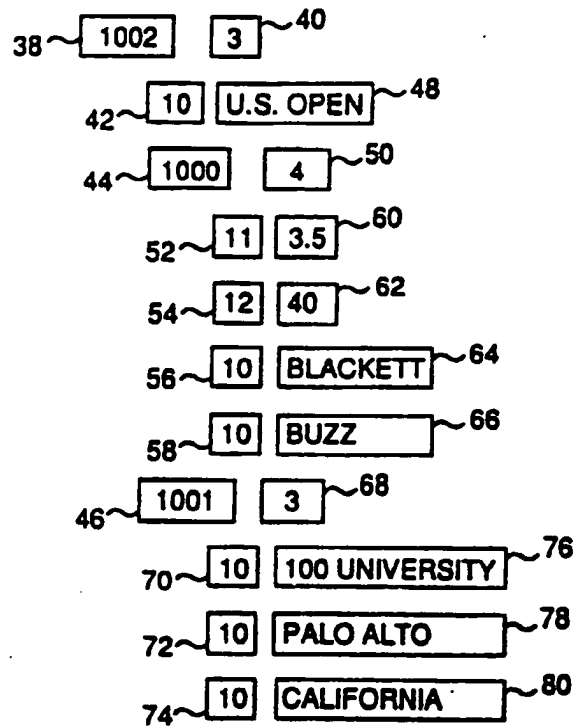 38 1002 3 40
42 10 U.S. OPEN 48
44 1000 4 50
52 11 3.5 60
54 12 40 62
56 10 BLACKETT 64
58 10 BUZZ 66
46 1001 3 68
70 10 100 UNIVERSITY 76
72 10 PALO ALTO 78
74 10 CALIFORNIA 80